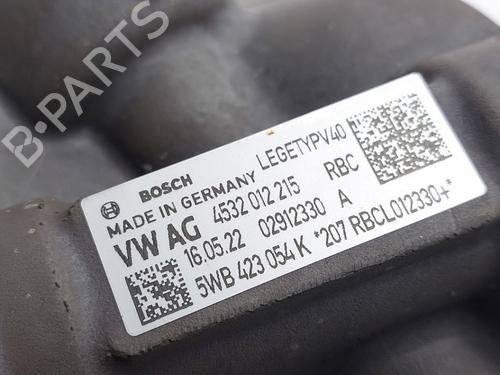 B-PARTS
BOSCH LEGETYPV40
MADE IN GERMANY RBC
VW AG 4532 012 215
16.05.22 02912330 A
5WB 423 054 K *207 RBCL012330+*